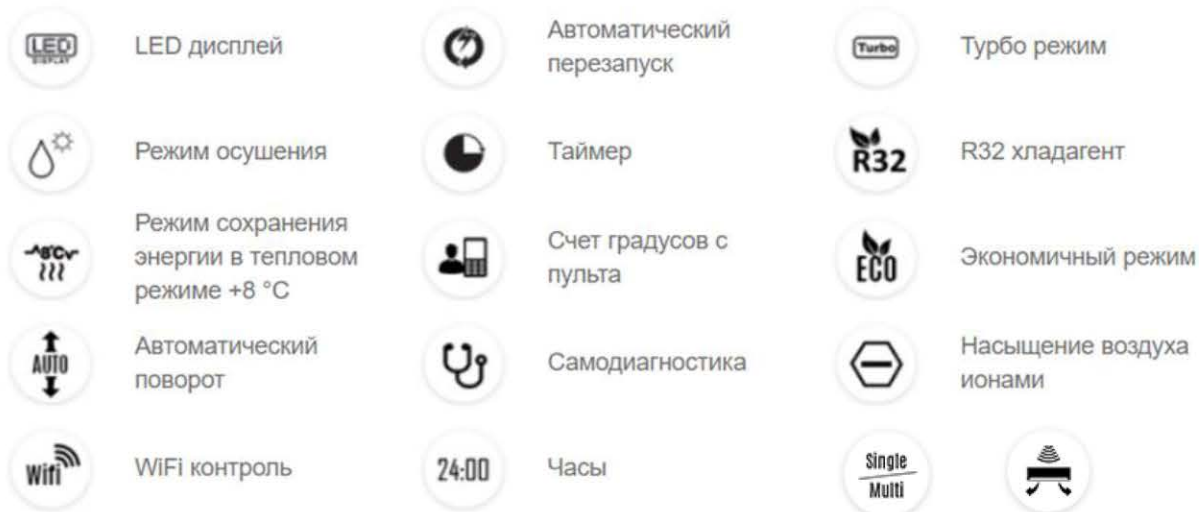 LED
DISPLAY
LED дисплей
Автоматический
перезапуск
Turbo
Турбо режим
Режим осушения
Таймер
R32
R32 хладагент
8°C
Режим сохранения
энергии в тепловом
режиме +8 °C
Счет градусов с
пульта
ECO
Экономичный режим
AUTO
Автоматический
поворот
Самодиагностика
Насыщение воздуха
ионами
Wifi
WiFi контроль
24:00
Часы
Single
Multi